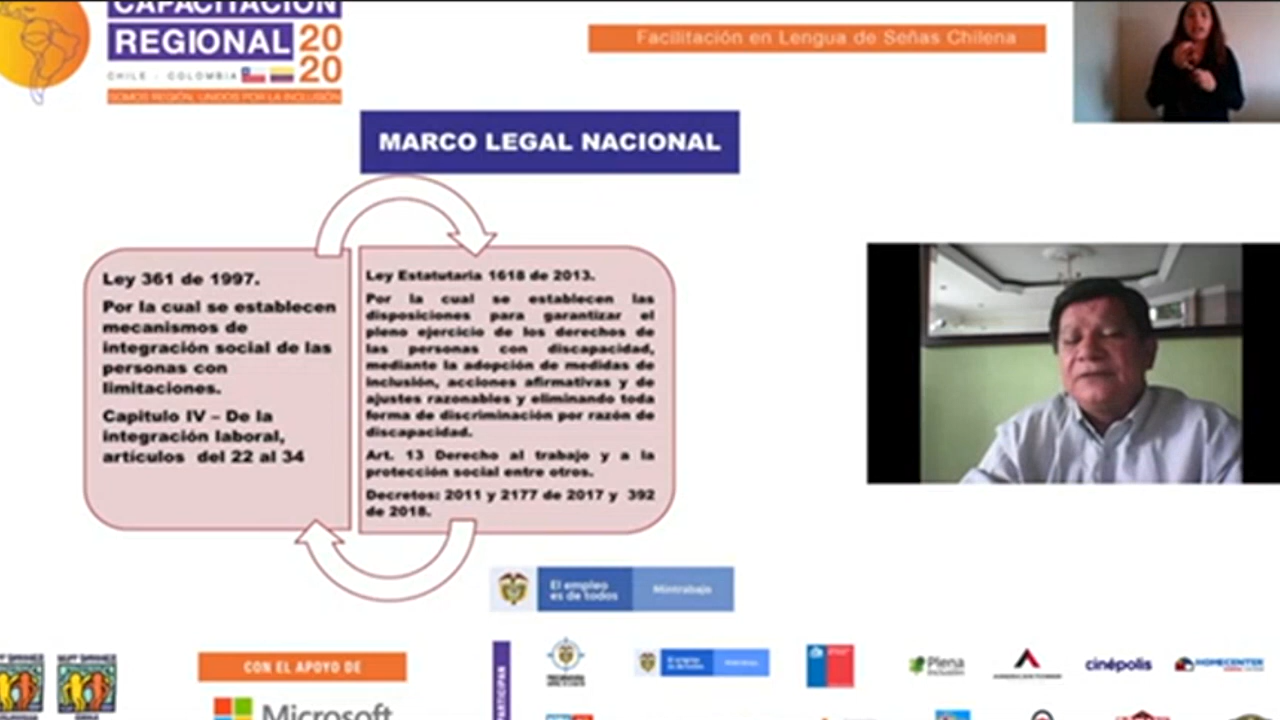 CAPACITACIÓN
REGIONAL 20
20
CHILE - COLOMBIA
SOMOS REGIÓN, UNIDOS POR LA INCLUSIÓN
Facilitación en Lengua de Señas Chilena
MARCO LEGAL NACIONAL
Ley 361 de 1997.
Por la cual se establecen
mecanismos de
integración social de las
personas con
limitaciones.
Capitulo IV – De la
integración laboral,
artículos del 22 al 34
Ley Estatutaria 1618 de 2013.
Por la cual se establecen las
disposiciones para garantizar el
pleno ejercicio de los derechos de
las personas con discapacidad,
mediante la adopción de medidas de
inclusión, acciones afirmativas y de
ajustes razonables y eliminando toda
forma de discriminación por razón de
discapacidad.
Art. 13 Derecho al trabajo y a la
protección social entre otros.
Decretos: 2011 y 2177 de 2017 y 392
de 2018.
El empleo
es de todos
Mintrabajo
CON EL APOYO DE
Microsoft
PARTICIPAN
Plena
inclusión
cinépolis
HOMECENTER